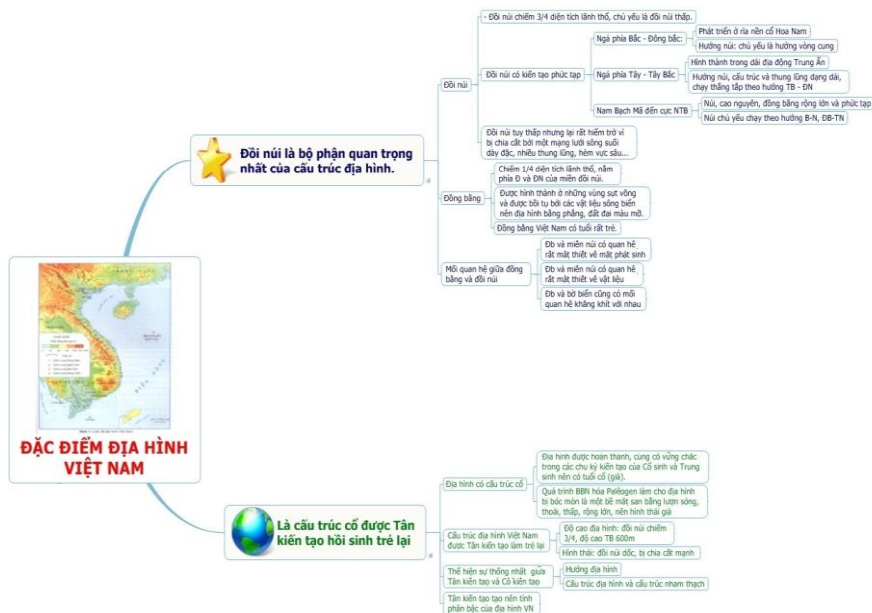 ĐẶC ĐIỂM ĐỊA HÌNH
VIỆT NAM
Đồi núi là bộ phận quan trọng
nhất của cấu trúc địa hình.
Đồi núi
- Đồi núi chiếm 3/4 diện tích lãnh thổ, chủ yếu là đồi núi thấp.
Đồi núi có kiến tạo phức tạp
Ngả phía Bắc - Đông bắc:
Phát triển ở rìa nền cổ Hoa Nam
Hướng núi: chủ yếu là hướng vòng cung
Ngả phía Tây - Tây Bắc
Hình thành trong dải địa động Trung Ấn
Hướng núi, cấu trúc và thung lũng dạng dải,
chạy thẳng tắp theo hướng TB - ĐN
Nam Bạch Mã đến cực NTB
Núi, cao nguyên, đồng bằng rộng lớn và phức tạp
Núi chủ yếu chạy theo hướng B-N, ĐB-TN
Đồi núi tuy thấp nhưng lại rất hiểm trở vì
bị chia cắt bởi một mạng lưới sông suối
dày đặc, nhiều thung lũng, hẻm vực sâu...
Đồng bằng
Chiếm 1/4 diện tích lãnh thổ, nằm
phía Đ và ĐN của miền đồi núi.
Được hình thành ở những vùng sụt võng
và được bồi tụ bởi các vật liệu sông biển
nên địa hình bằng phẳng, đất đai màu mỡ.
Đồng bằng Việt Nam có tuổi rất trẻ.
Mối quan hệ giữa đồng
bằng và đồi núi
Đb và miền núi có quan hệ
rất mật thiết về mặt phát sinh
Đb và miền núi có quan hệ
rất mật thiết về vật liệu
Đb và bờ biển cũng có mối
quan hệ khăng khít với nhau
Là cấu trúc cổ được Tân
kiến tạo hồi sinh trẻ lại
Địa hình có cấu trúc cổ
Địa hình được hoàn thành, củng cố vững chắc
trong các chu kỳ kiến tạo của Cổ sinh và Trung
sinh nên có tuổi cổ (già).
Quá trình BBN hóa Palêogen làm cho địa hình
bị bóc mòn là một bề mặt san bằng lượn sóng,
thoải, thấp, rộng lớn, nên hình thái già
Cấu trúc địa hình Việt Nam
được Tân kiến tạo làm trẻ lại
Độ cao địa hình: đồi núi chiếm
3/4, độ cao TB 600m
Hình thái: đồi núi dốc, bị chia cắt mạnh
Thể hiện sự thống nhất giữa
Tân kiến tạo và Cổ kiến tạo
Hướng địa hình
Cấu trúc địa hình và cấu trúc nham thạch
Tân kiến tạo tạo nên tính
phân bậc của địa hình VN